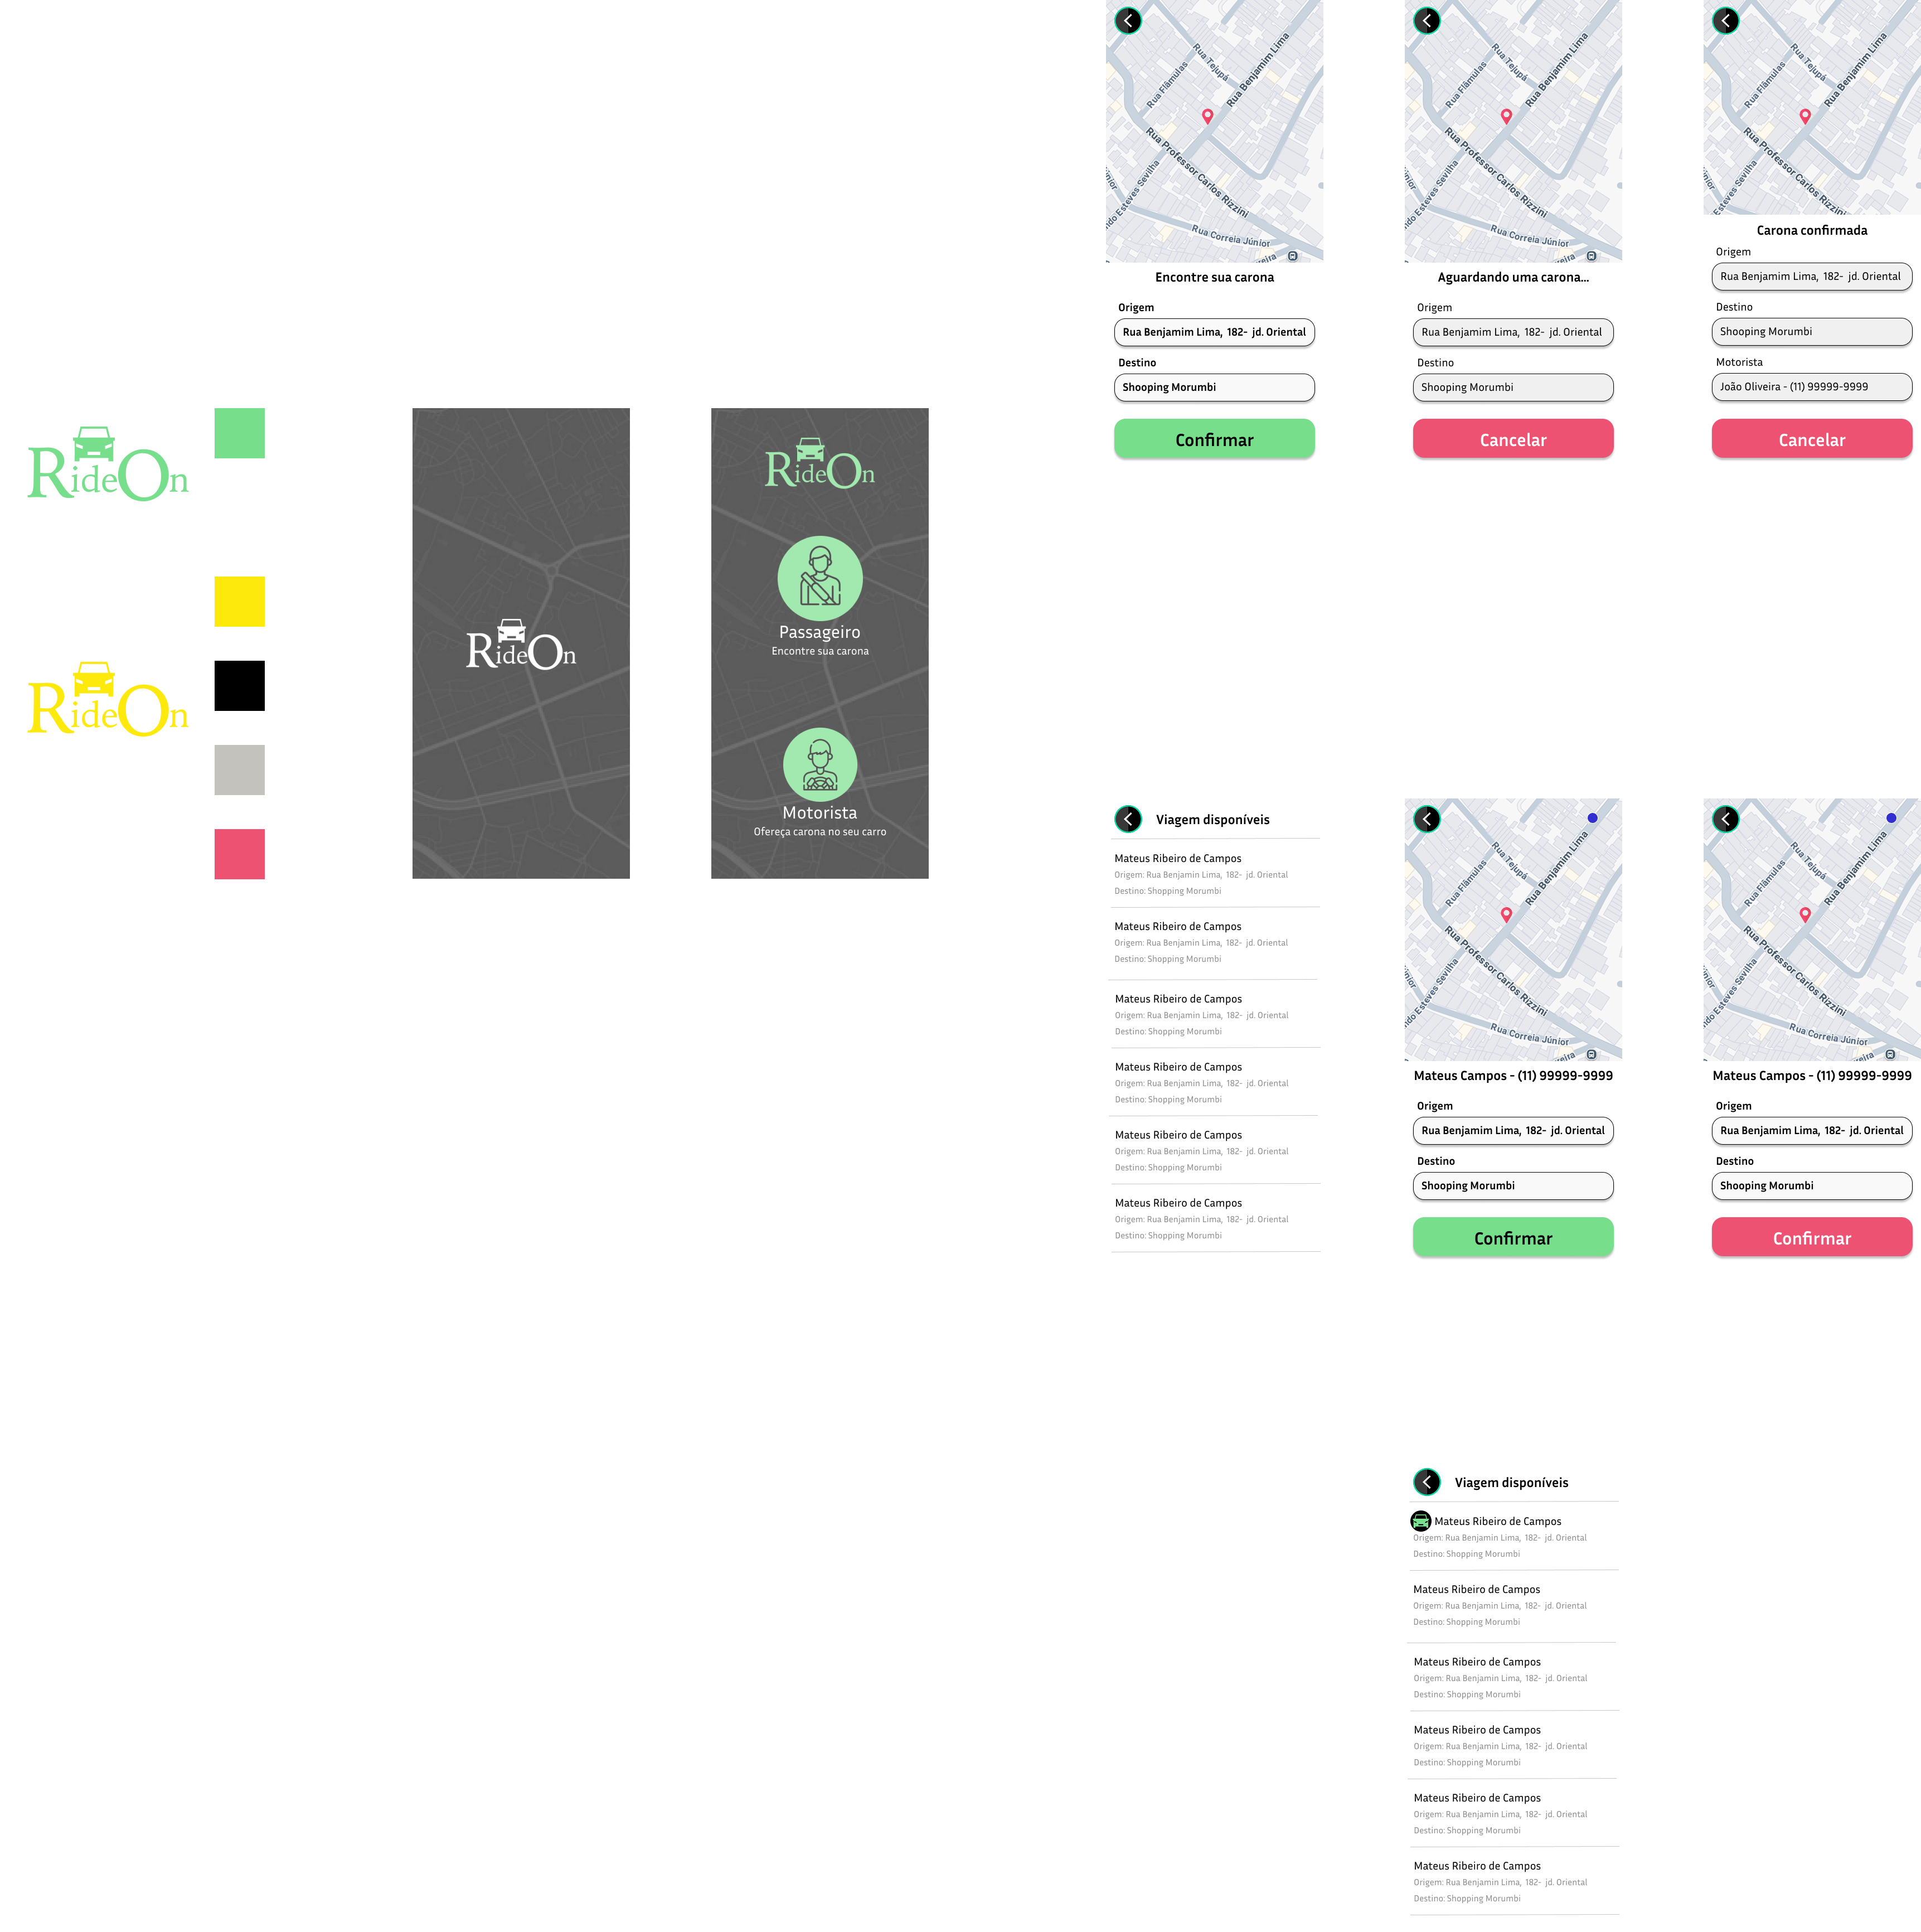 RideOn
RideOn
RideOn
RideOn
Passageiro
Encontre sua carona
Motorista
Ofereça carona no seu carro
Rua Flâmulas
Rua Tejupá
Rua Benjamim Lima
Rua Professor Carlos Rizzini
do Esteves Sevilha
Rua Correia Júnior
Encontre sua carona
Origem
Rua Benjamim Lima, 182- jd. Oriental
Destino
Shooping Morumbi
Confirmar
Rua Flâmulas
Rua Tejupá
Rua Benjamim Lima
Rua Professor Carlos Rizzini
do Esteves Sevilha
Rua Correia Júnior
Aguardando uma carona...
Origem
Rua Benjamim Lima, 182- jd. Oriental
Destino
Shooping Morumbi
Cancelar
Rua Flâmulas
Rua Tejupá
Rua Benjamim Lima
Rua Professor Carlos Rizzini
Esteves Sevilha
Carona confirmada
Origem
Rua Benjamim Lima, 182- jd. Oriental
Destino
Shooping Morumbi
Motorista
João Oliveira - (11) 99999-9999
Cancelar
Viagem disponíveis
Mateus Ribeiro de Campos
Origem: Rua Benjamin Lima, 182- jd. Oriental
Destino: Shopping Morumbi
Mateus Ribeiro de Campos
Origem: Rua Benjamin Lima, 182- jd. Oriental
Destino: Shopping Morumbi
Mateus Ribeiro de Campos
Origem: Rua Benjamin Lima, 182- jd. Oriental
Destino: Shopping Morumbi
Mateus Ribeiro de Campos
Origem: Rua Benjamin Lima, 182- jd. Oriental
Destino: Shopping Morumbi
Mateus Ribeiro de Campos
Origem: Rua Benjamin Lima, 182- jd. Oriental
Destino: Shopping Morumbi
Mateus Ribeiro de Campos
Origem: Rua Benjamin Lima, 182- jd. Oriental
Destino: Shopping Morumbi
Rua Flâmulas
Rua Tejupá
Rua Benjamim Lima
Rua Professor Carlos Rizzini
do Esteves Sevilha
Rua Correia Júnior
Mateus Campos - (11) 99999-9999
Origem
Rua Benjamim Lima, 182- jd. Oriental
Destino
Shooping Morumbi
Confirmar
Rua Flâmulas
Rua Tejupá
Rua Benjamim Lima
Rua Professor Carlos Rizzini
do Esteves Sevilha
Rua Correia Júnior
Mateus Campos - (11) 99999-9999
Origem
Rua Benjamim Lima, 182- jd. Oriental
Destino
Shooping Morumbi
Confirmar
Viagem disponíveis
Mateus Ribeiro de Campos
Origem: Rua Benjamin Lima, 182- jd. Oriental
Destino: Shopping Morumbi
Mateus Ribeiro de Campos
Origem: Rua Benjamin Lima, 182- jd. Oriental
Destino: Shopping Morumbi
Mateus Ribeiro de Campos
Origem: Rua Benjamin Lima, 182- jd. Oriental
Destino: Shopping Morumbi
Mateus Ribeiro de Campos
Origem: Rua Benjamin Lima, 182- jd. Oriental
Destino: Shopping Morumbi
Mateus Ribeiro de Campos
Origem: Rua Benjamin Lima, 182- jd. Oriental
Destino: Shopping Morumbi
Mateus Ribeiro de Campos
Origem: Rua Benjamin Lima, 182- jd. Oriental
Destino: Shopping Morumbi